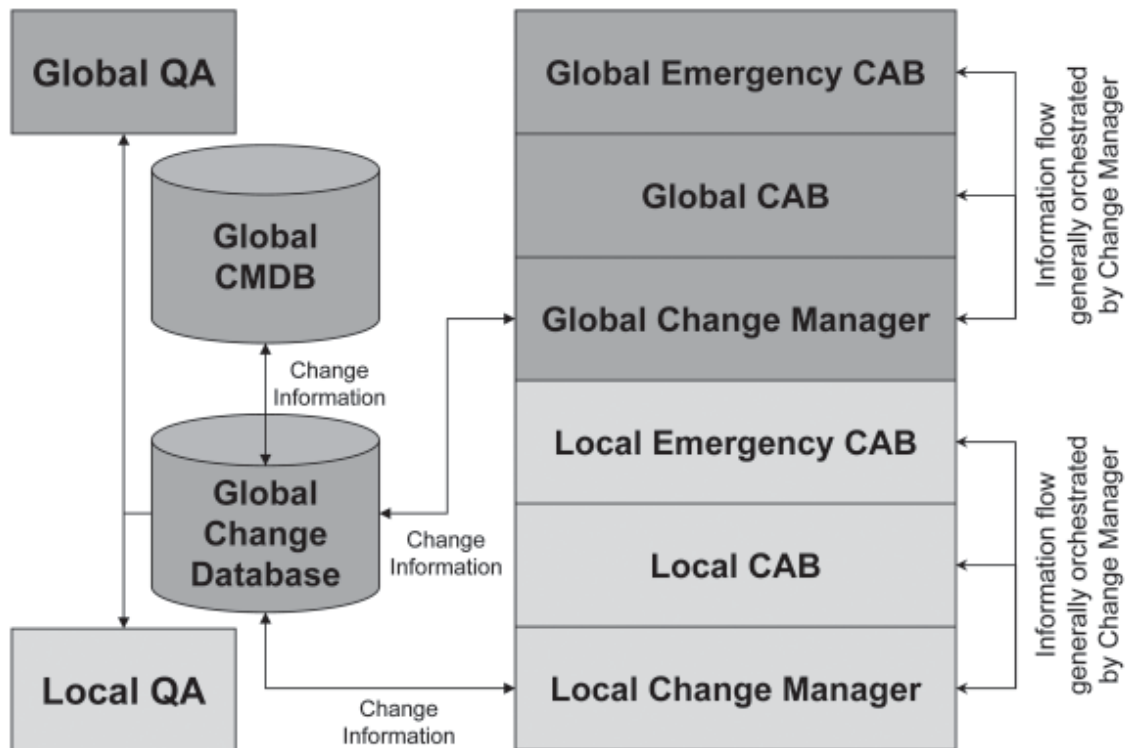 Global QA
Global
CMDB
Change
Information
Global
Change
Database
Change
Information
Local QA
Change
Information
Global Emergency CAB
Global CAB
Global Change Manager
Local Emergency CAB
Local CAB
Local Change Manager
Information flow
generally orchestrated
by Change Manager
Information flow
generally orchestrated
by Change Manager